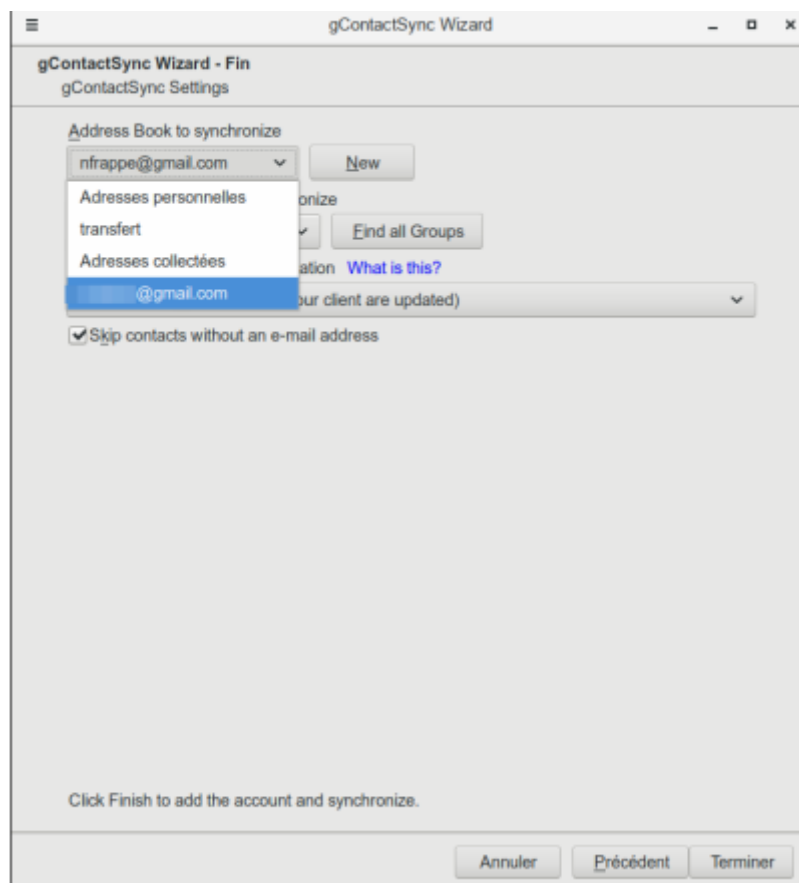 gContactSync Wizard
gContactSync Wizard - Fin
gContactSync Settings
Address Book to synchronize
nfrappe@gmail.com
New
Adresses personnelles
onize
transfert
Find all Groups
Adresses collectées
ation What is this?
@gmail.com
our client are updated)
Skip contacts without an e-mail address
Click Finish to add the account and synchronize.
Annuler
Précédent
Terminer